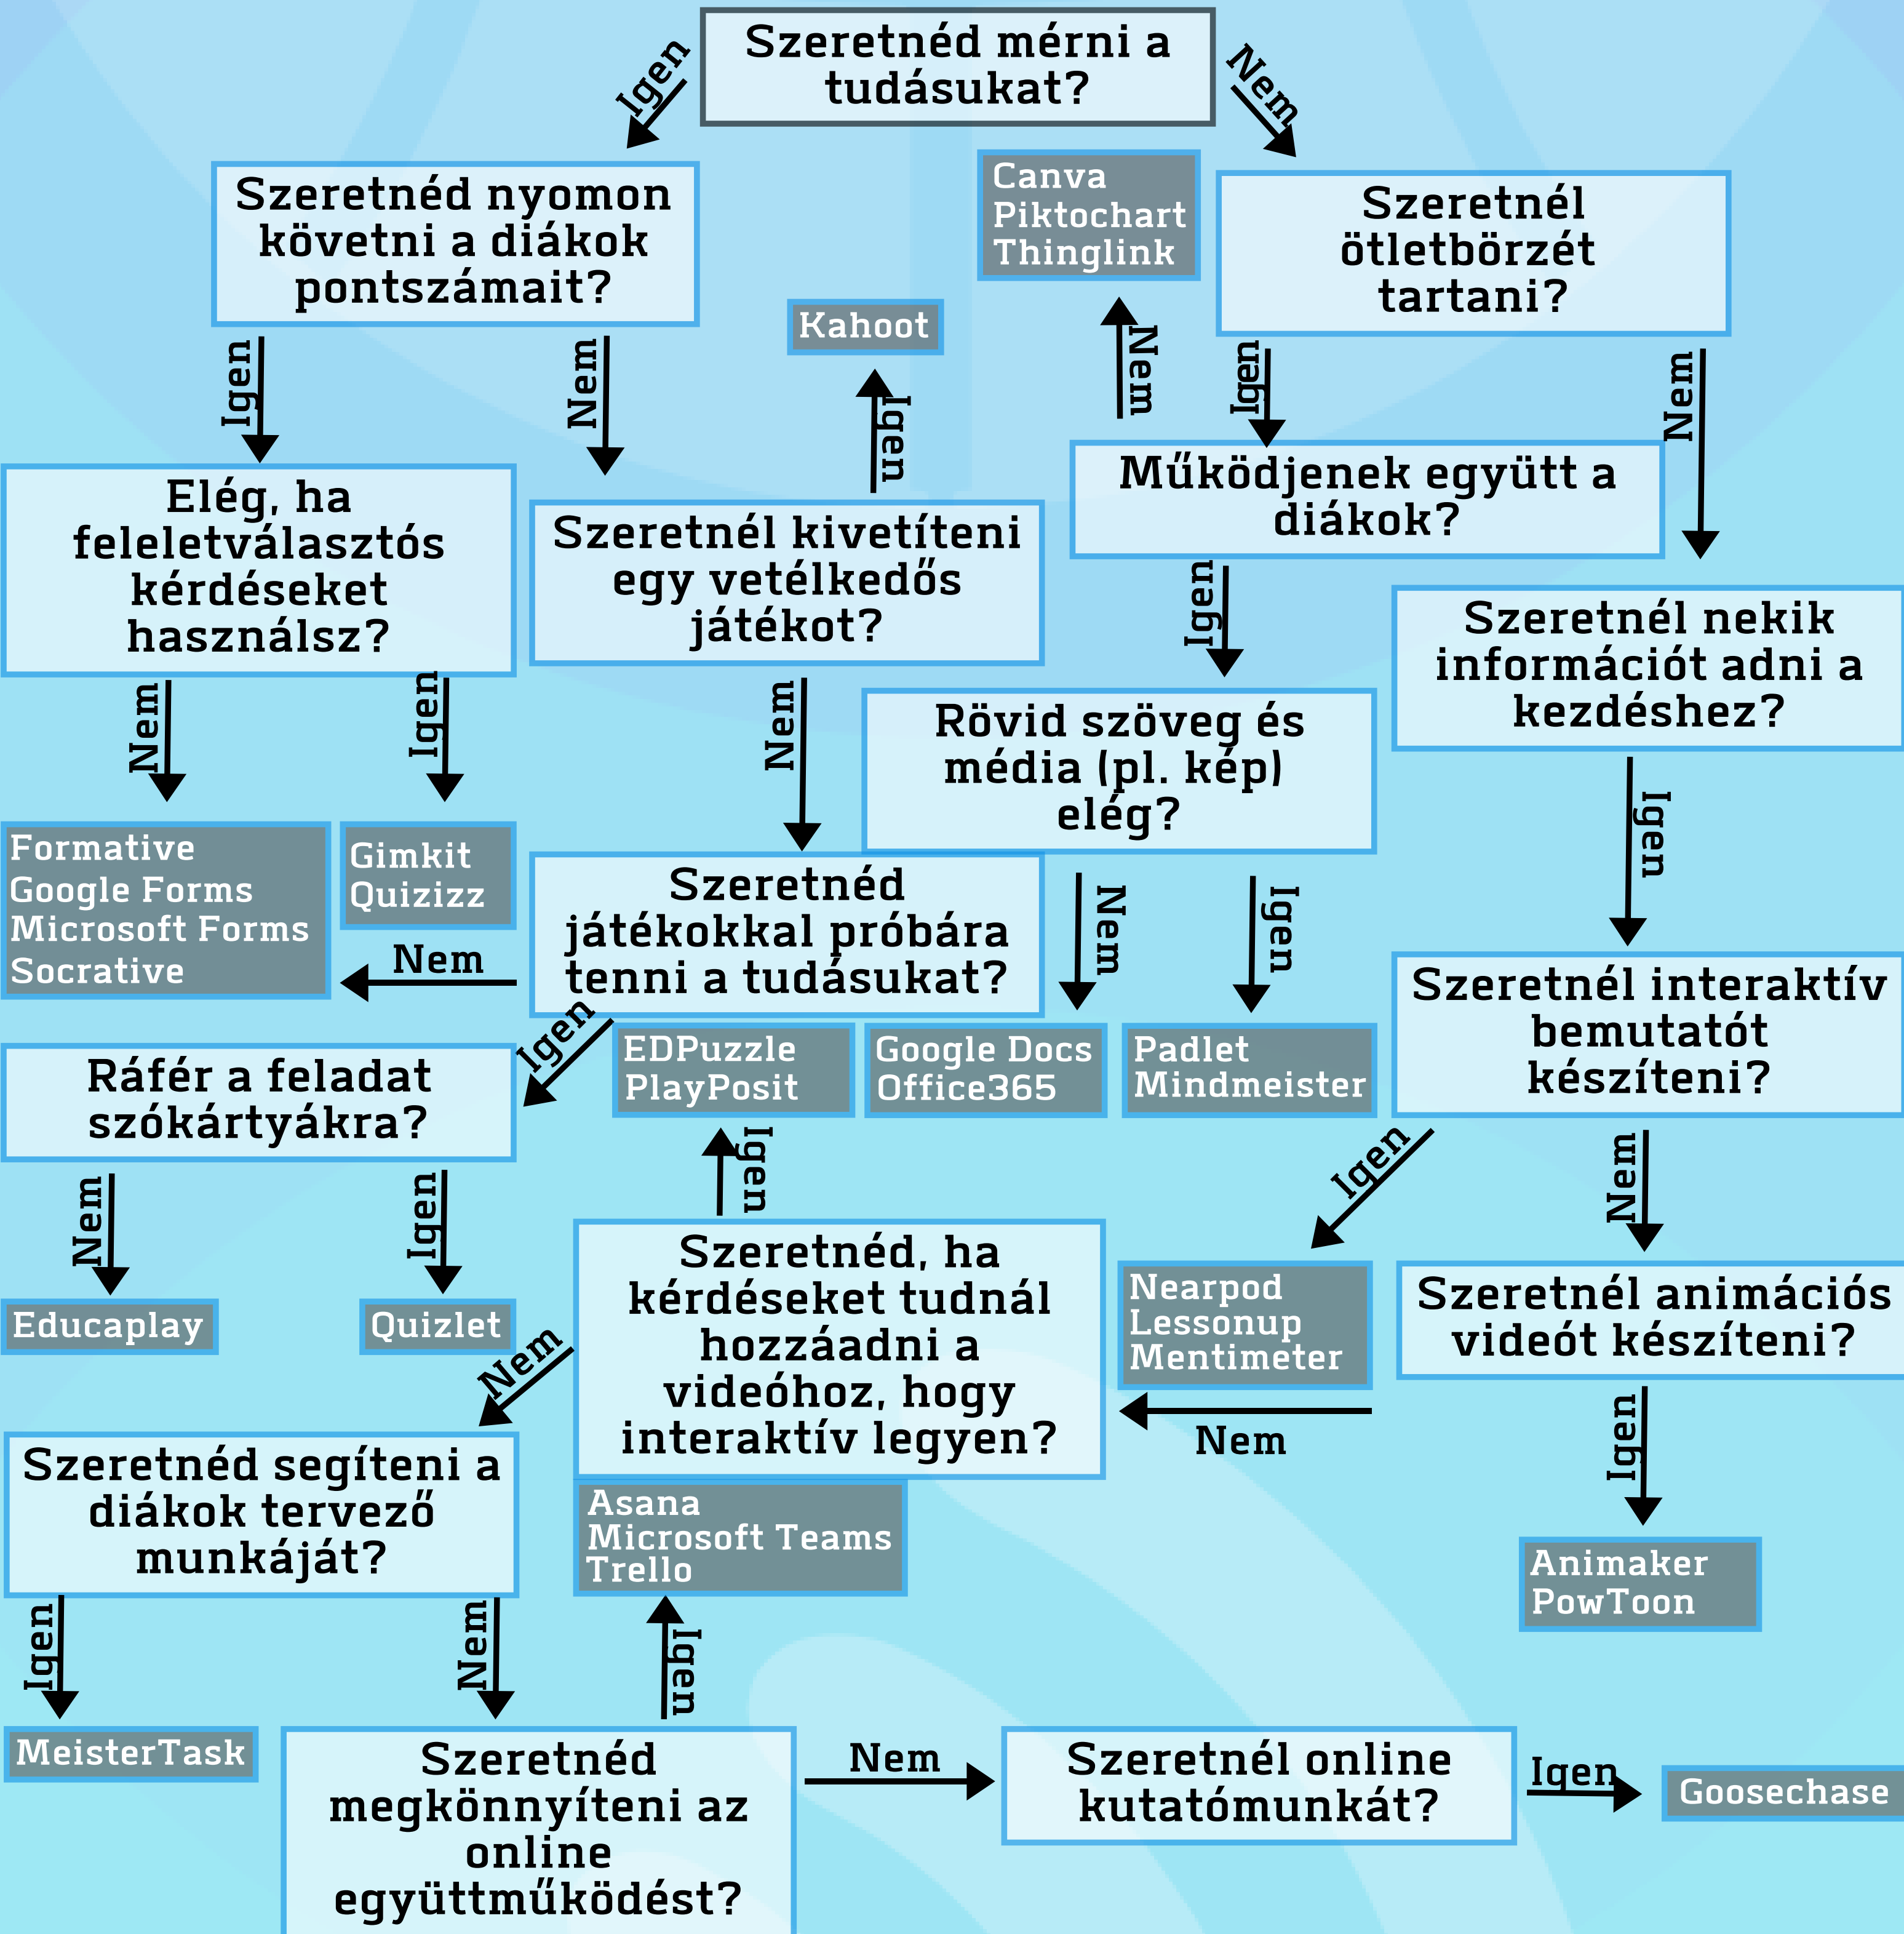 Szeretnéd mérni a
tudásukat?
Igen
Nem
Szeretnéd nyomon
követni a diákok
pontszámait?
Canva
Piktochart
Thinglink
Szeretnél
ötletbörzét
tartani?
Kahoot
Igen
Nem
Igen
Nem
Igen
Nem
Elég, ha
feleletválasztós
kérdéseket
használsz?
Szeretnél kivetíteni
egy vetélkedős
játékot?
Működjenek együtt a
diákok?
Igen
Szeretnél nekik
információt adni a
kezdéshez?
Nem
Igen
Nem
Rövid szöveg és
média (pl. kép)
elég?
Igen
Formative
Google Forms
Microsoft Forms
Socrative
Gimkit
Quizizz
Nem
Szeretnéd
játékokkal próbára
tenni a tudásukat?
Nem
Igen
Szeretnél interaktív
bemutatót
készíteni?
Igen
Ráfér a feladat
szókártyákra?
EDPuzzle
PlayPosit
Google Docs
Office365
Padlet
Mindmeister
Nem
Igen
Igen
Igen
Nem
Educaplay
Quizlet
Nem
Szeretnéd, ha
kérdéseket tudnál
hozzáadni a
videóhoz, hogy
interaktív legyen?
Nearpod
Lessonup
Mentimeter
Nem
Szeretnél animációs
videót készíteni?
Igen
Szeretnéd segíteni a
diákok tervező
munkáját?
Asana
Microsoft Teams
Trello
Animaker
PowToon
Igen
Nem
Igen
MeisterTask
Szeretnéd
megkönnyíteni az
online
együttműködést?
Nem
Szeretnél online
kutatómunkát?
Igen
Goosechase